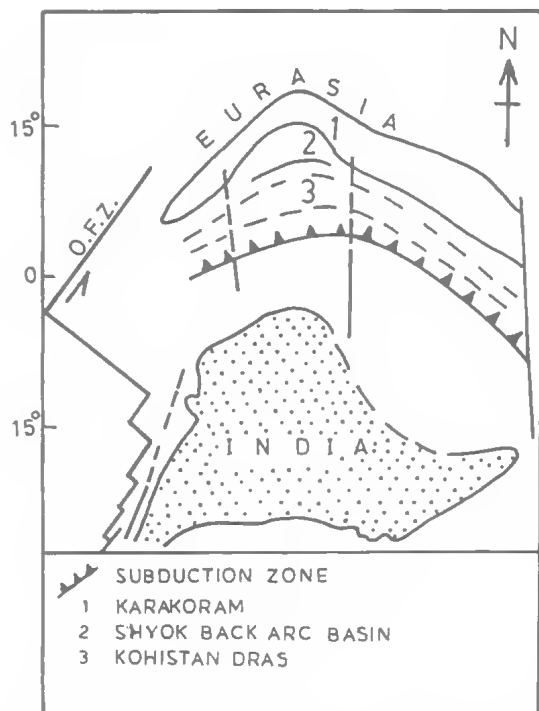 N
EURASIA
15°
1
2
3
O.F.Z.
0
15°
INDIA
SUBDUCTION ZONE
1 KARAKORAM
2 SHYOK BACK ARC BASIN
3 KOHISTAN DRAS